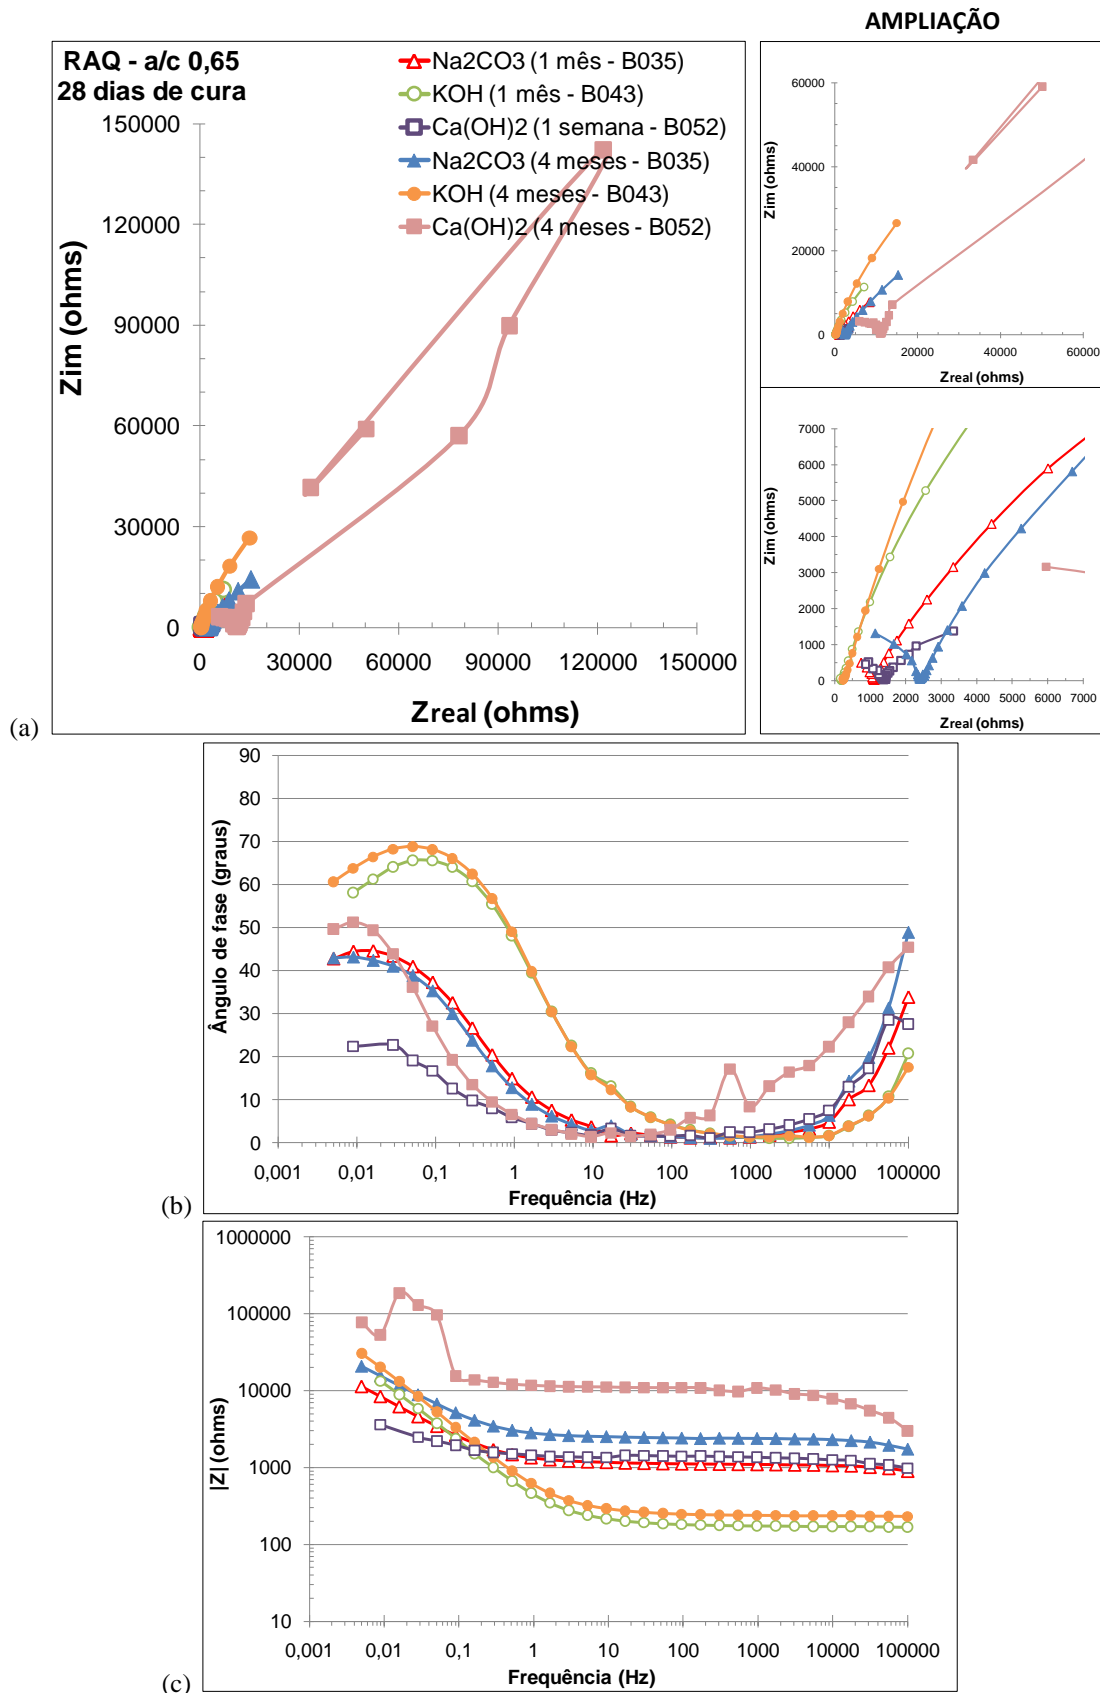 AMPLIAÇÃO
RAQ - a/c 0,65
28 dias de cura
Na2CO3 (1 mês - B035)
KOH (1 mês - B043)
Ca(OH)2 (1 semana - B052)
Na2CO3 (4 meses - B035)
KOH (4 meses - B043)
Ca(OH)2 (4 meses - B052)
150000
120000
90000
60000
30000
0
Zim (ohms)
0 30000 60000 90000 120000 150000
Zreal (ohms)
60000
40000
20000
0
Zim (ohms)
0 20000 40000 60000
Zreal (ohms)
7000
6000
5000
4000
3000
2000
1000
0
Zim (ohms)
0 1000 2000 3000 4000 5000 6000 7000
Zreal (ohms)
(a)
90
80
70
60
50
40
30
20
10
0
Ângulo de fase (graus)
0,001 0,01 0,1 1 10 100 1000 10000 100000
Frequência (Hz)
(b)
1000000
100000
10000
1000
100
10
|Z| (ohms)
0,001 0,01 0,1 1 10 100 1000 10000 100000
Frequência (Hz)
(c)